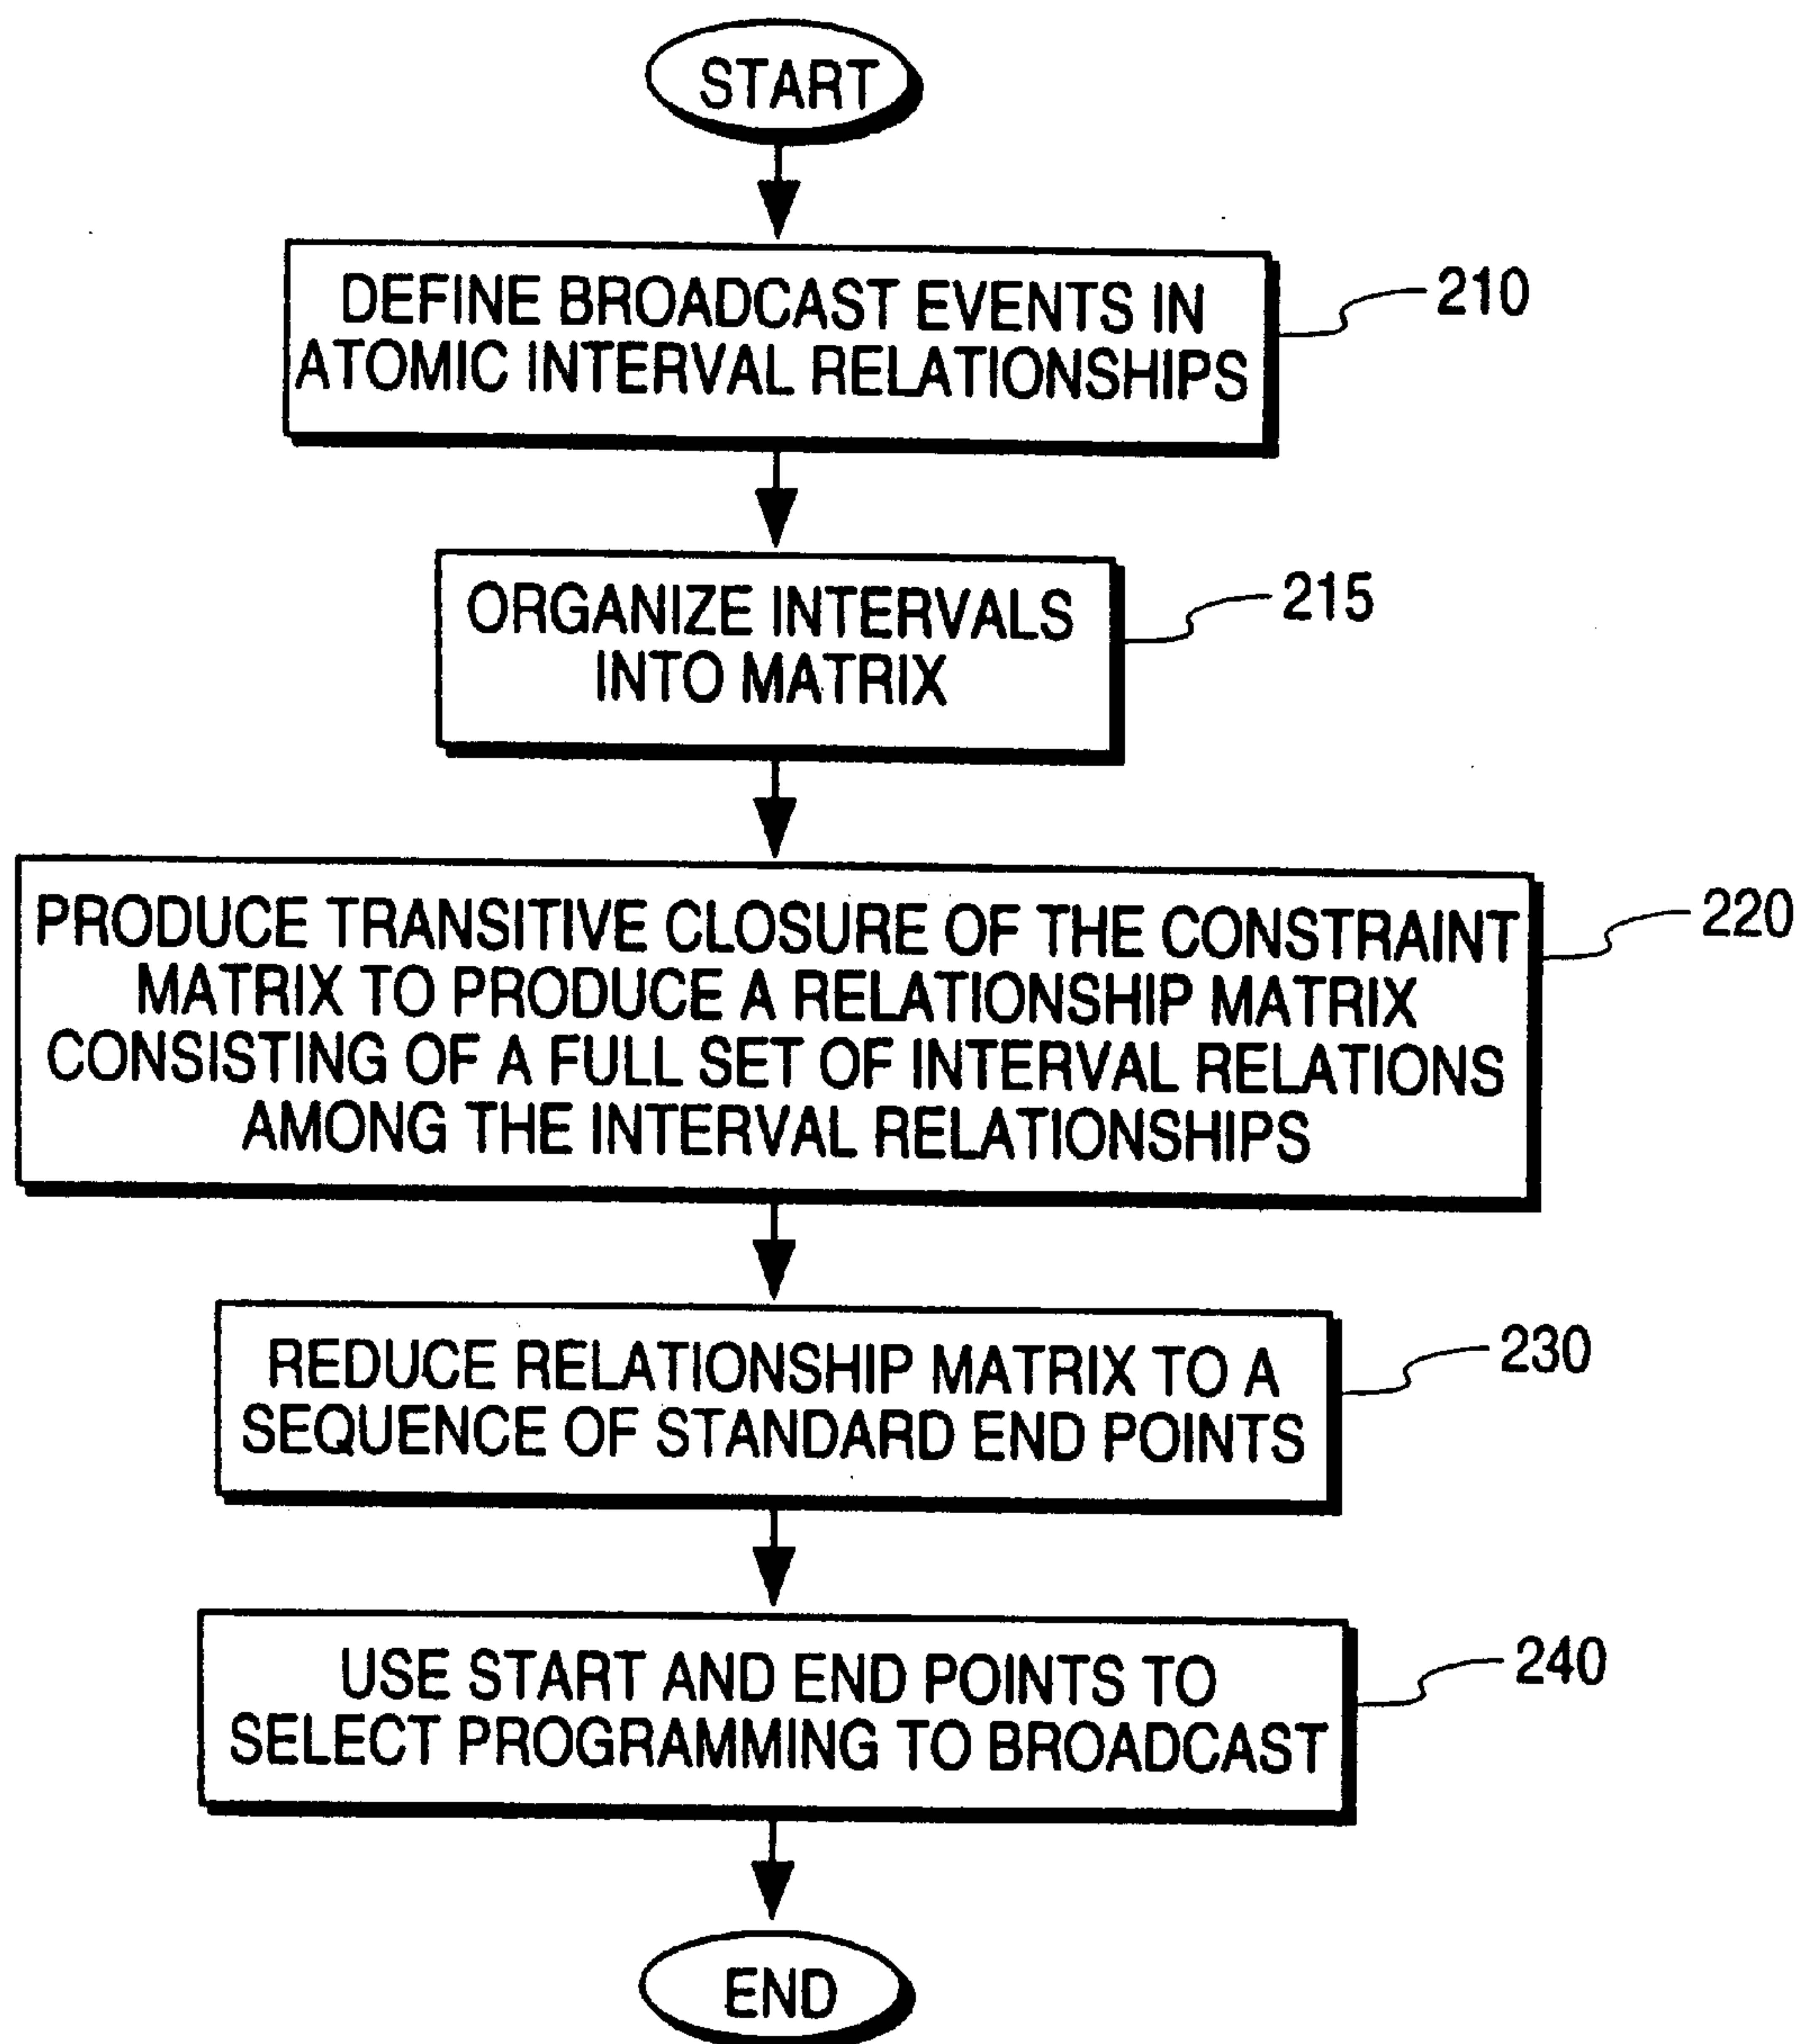 START
DEFINE BROADCAST EVENTS IN
ATOMIC INTERVAL RELATIONSHIPS
210
ORGANIZE INTERVALS
INTO MATRIX
215
PRODUCE TRANSITIVE CLOSURE OF THE CONSTRAINT
MATRIX TO PRODUCE A RELATIONSHIP MATRIX
CONSISTING OF A FULL SET OF INTERVAL RELATIONS
AMONG THE INTERVAL RELATIONSHIPS
220
REDUCE RELATIONSHIP MATRIX TO A
SEQUENCE OF STANDARD END POINTS
230
USE START AND END POINTS TO
SELECT PROGRAMMING TO BROADCAST
240
END